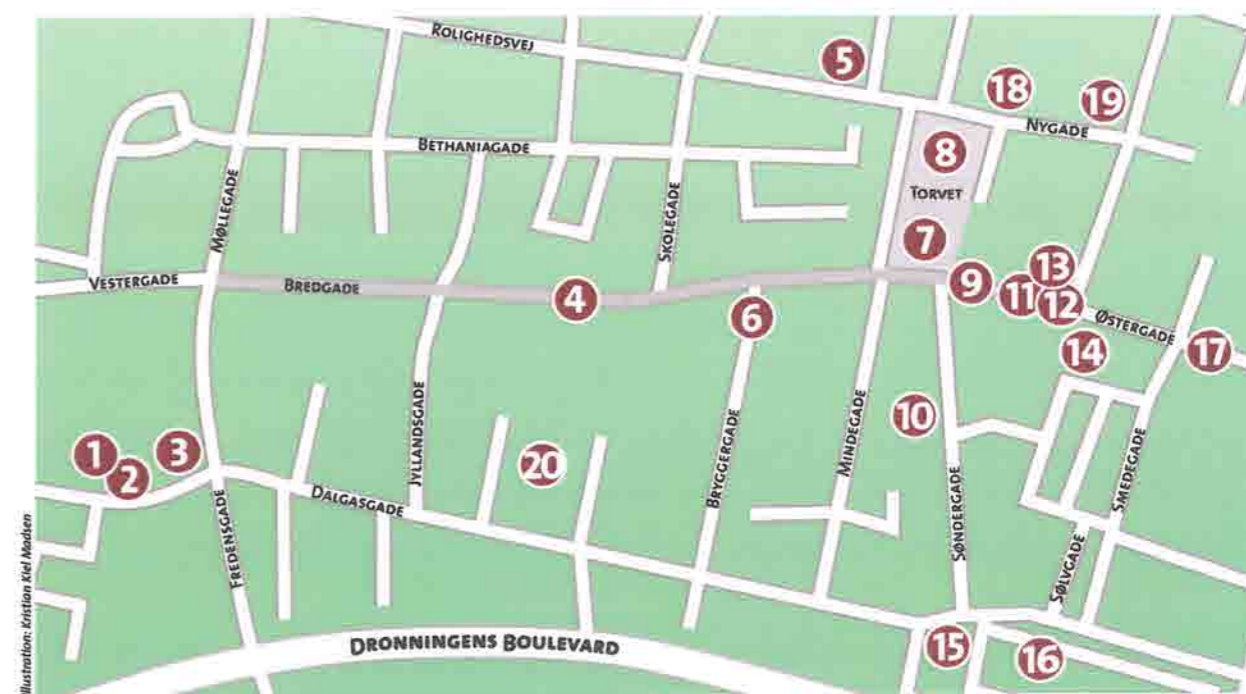 ROLIGHEDSVEJ
5
18
19
NYGADE
BETHANIAGADE
8
TORVET
MØLLEGADE
SKOLEGADE
7
13
VESTERGADE
BREDGADE
4
9
11
12
6
ØSTERGADE
14
17
JYLLANDSGADE
MINDEGADE
10
1
2
3
20
BRYGGERGADE
SMEDEGADE
DALGASGADE
FREDENSGADE
SØNDERGADE
SØLVGADE
DRONNINGENS BOULEVARD
15
16
Illustration: Kristian Kiel Madsen